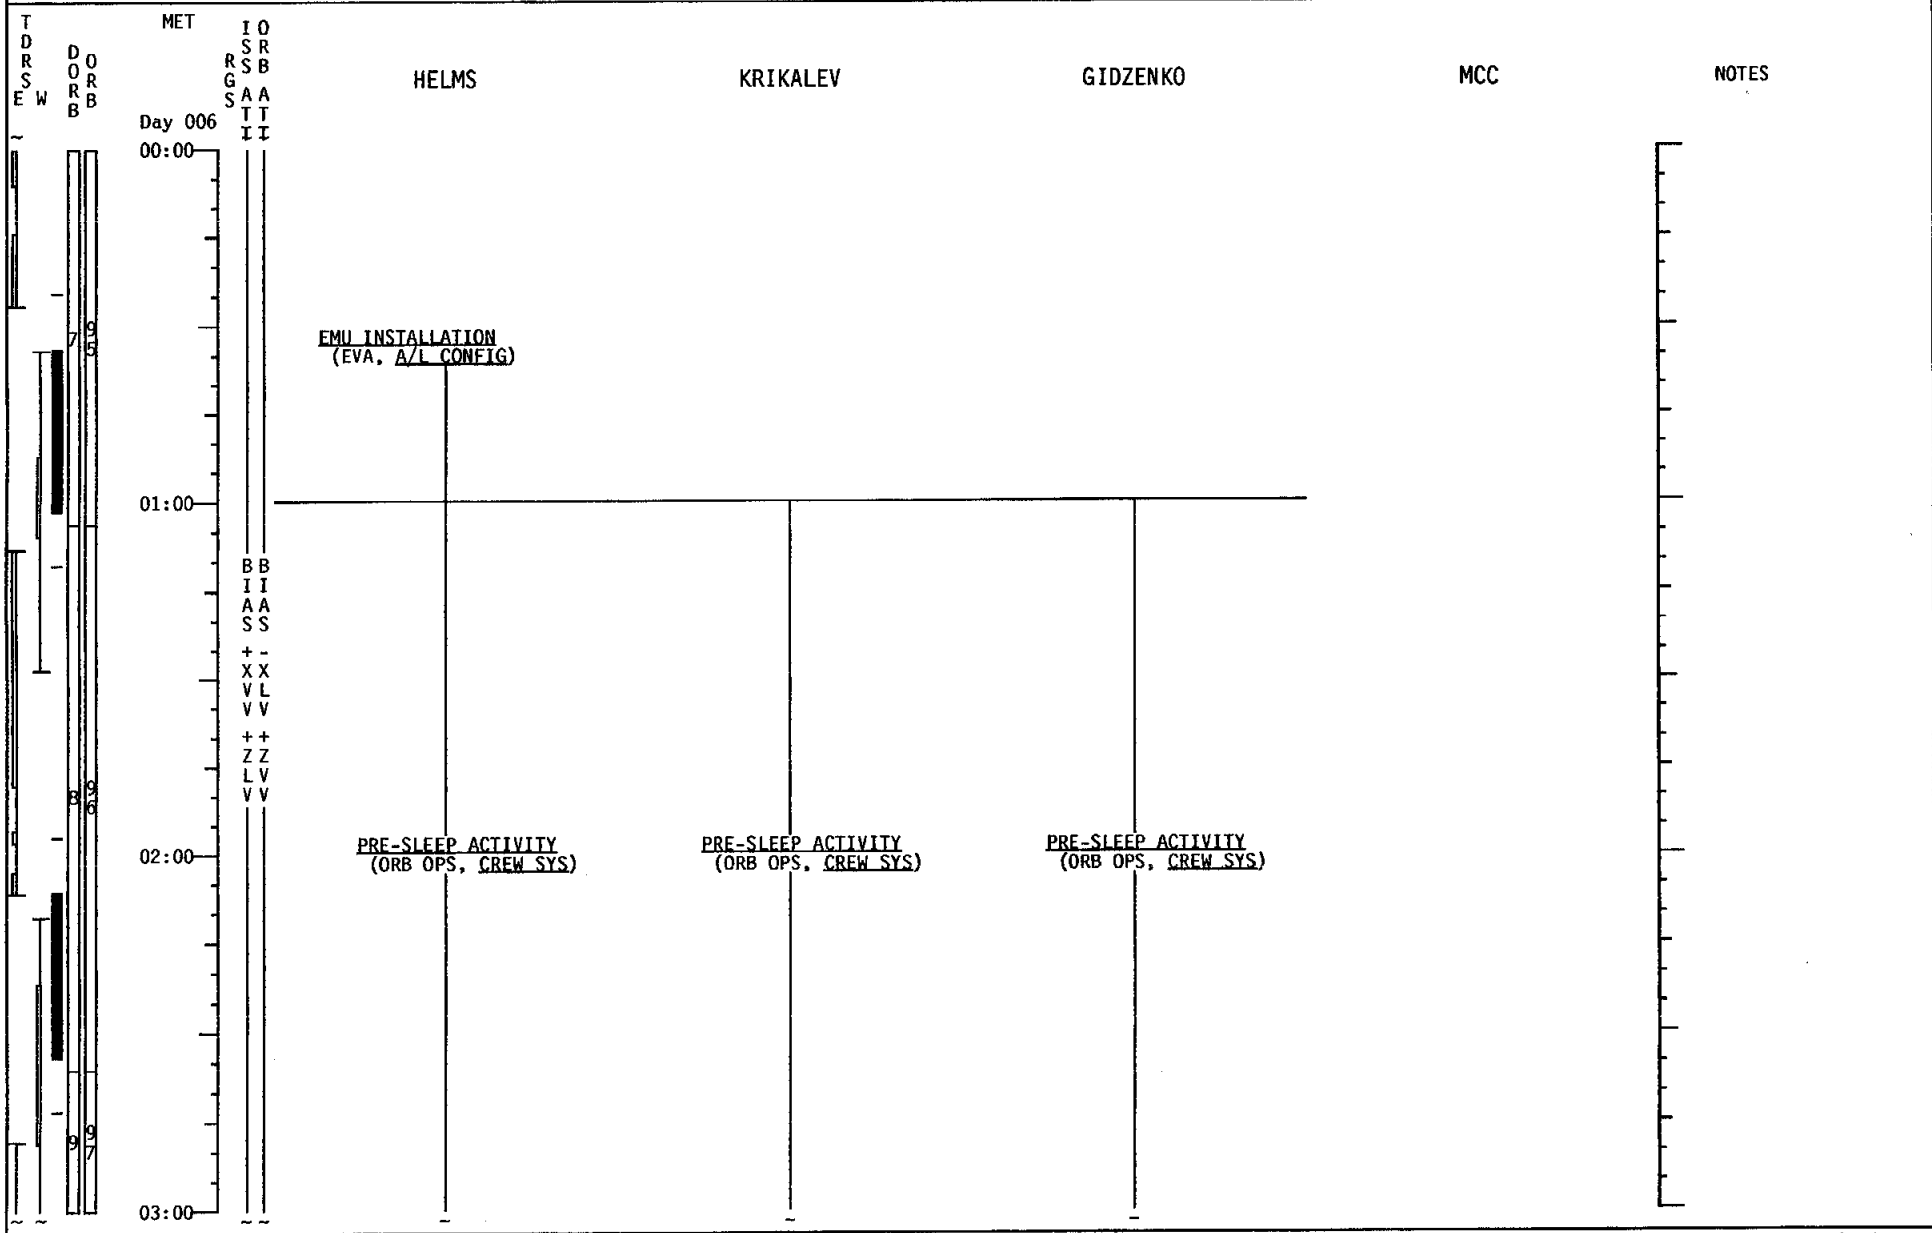 TDRS
E W
DORB
ORB
MET
RGS
ISS ATT
ORB ATT
HELMS
KRIKALEV
GIDZENKO
MCC
NOTES
Day 006
00:00
7
95
EMU INSTALLATION
(EVA, A/L CONFIG)
01:00
BIAS +XVV +ZLV
BIAS -XLV +ZVV
8
96
02:00
PRE-SLEEP ACTIVITY
(ORB OPS, CREW SYS)
PRE-SLEEP ACTIVITY
(ORB OPS, CREW SYS)
PRE-SLEEP ACTIVITY
(ORB OPS, CREW SYS)
9
97
03:00